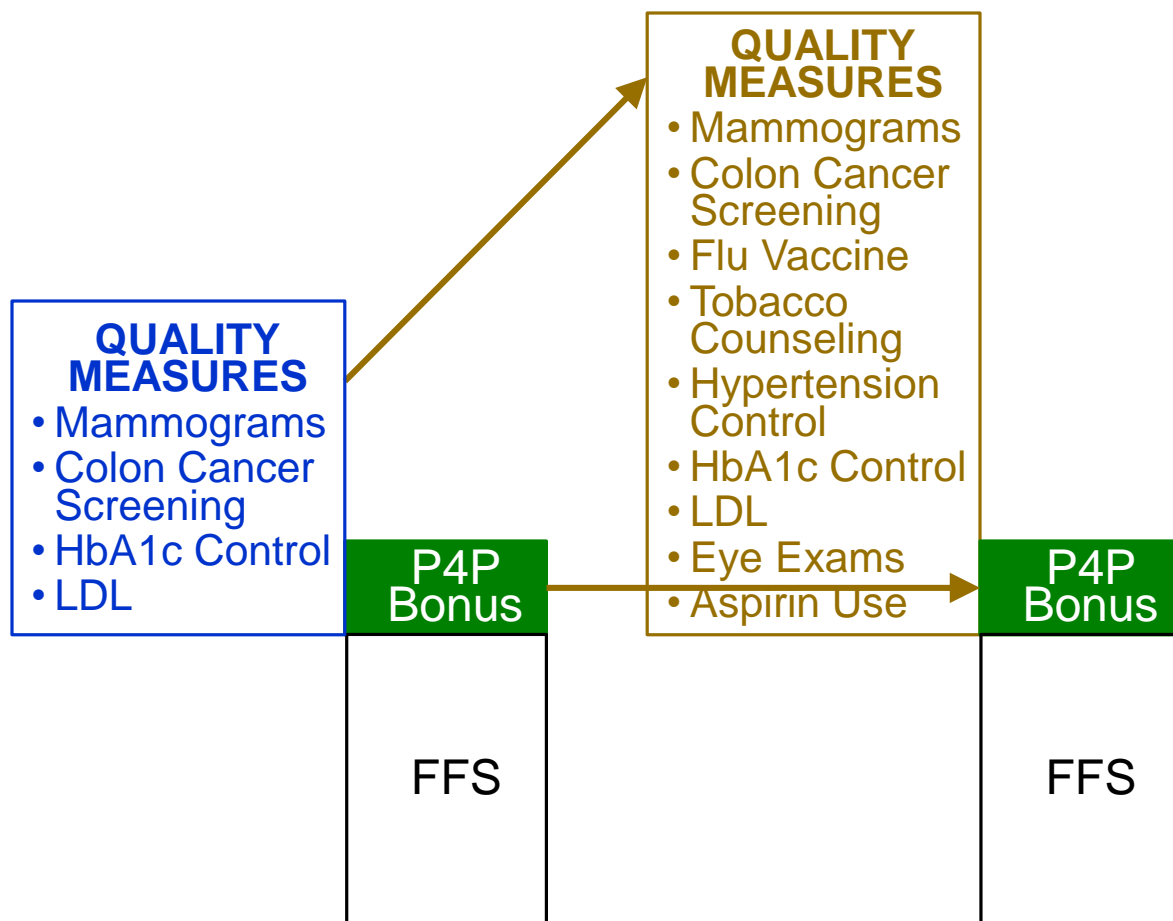 QUALITY
MEASURES
• Mammograms
• Colon Cancer
Screening
• HbA1c Control
• LDL
P4P
Bonus
FFS
QUALITY
MEASURES
• Mammograms
• Colon Cancer
Screening
• Flu Vaccine
• Tobacco
Counseling
• Hypertension
Control
• HbA1c Control
• LDL
• Eye Exams
• Aspirin Use
P4P
Bonus
FFS